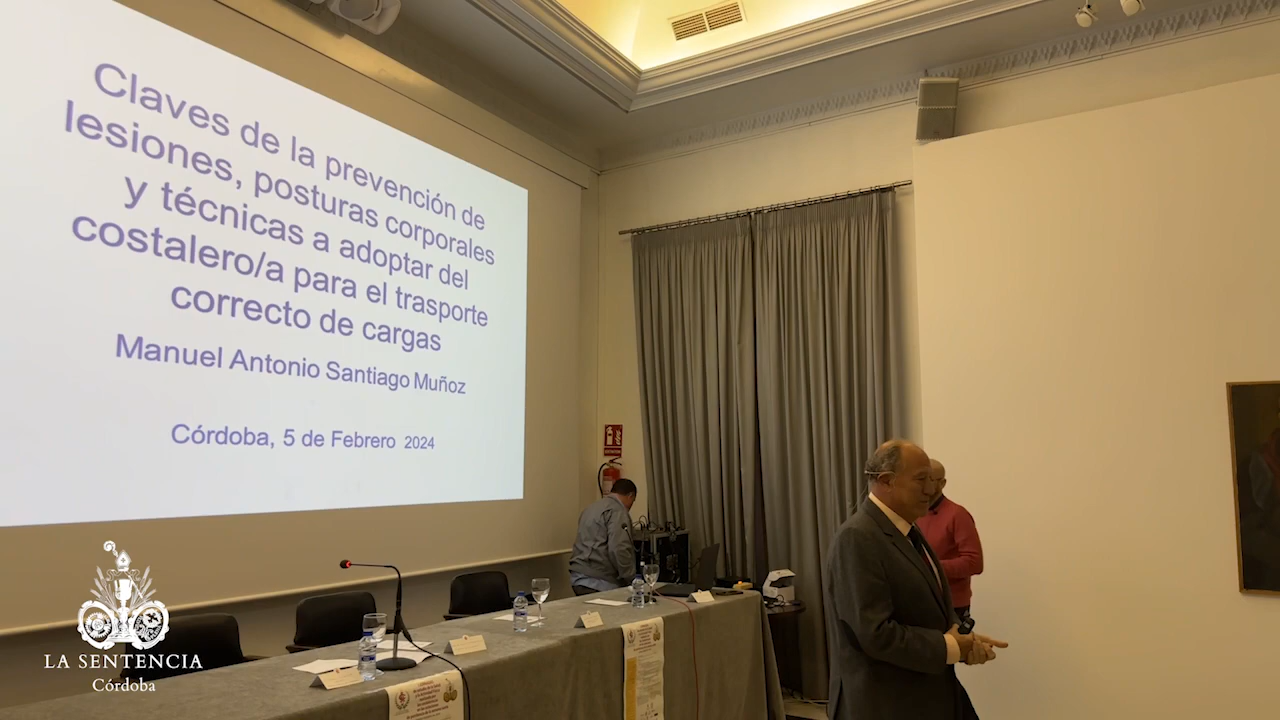 Claves de la prevención de
lesiones, posturas corporales
y técnicas a adoptar del
costalero/a para el trasporte
correcto de cargas
Manuel Antonio Santiago Muñoz
Córdoba, 5 de Febrero 2024
LA SENTENCIA
Córdoba